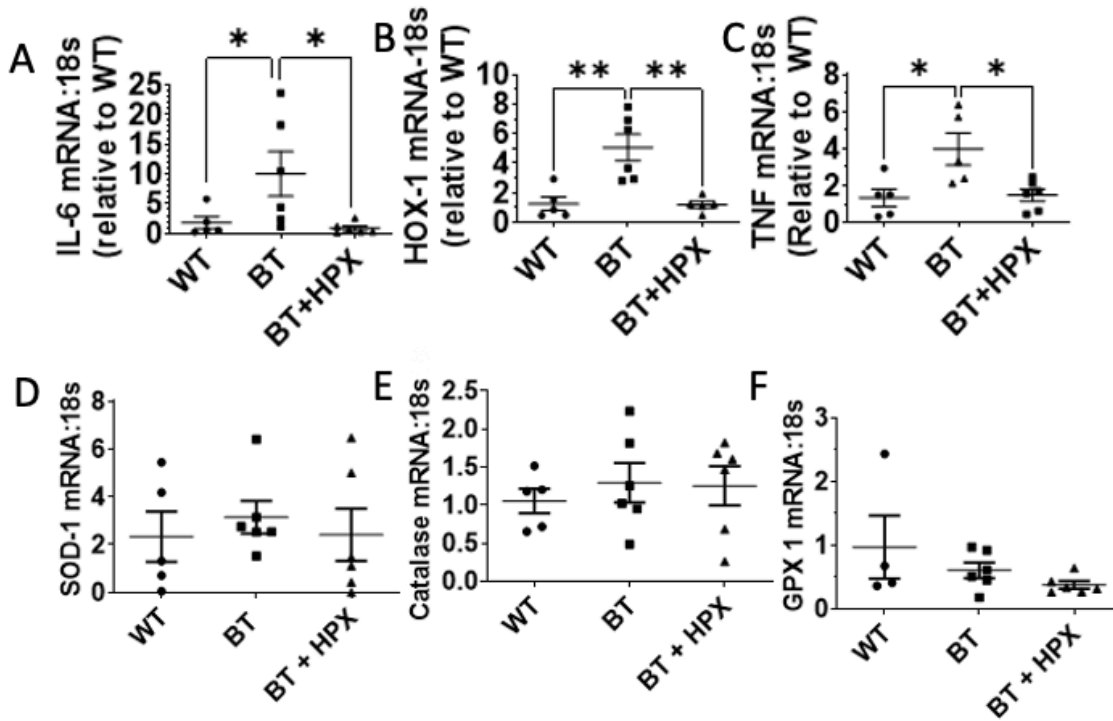 A
IL-6 mRNA:18s
(relative to WT)
25
20
15
10
5
0
*
*
WT
BT
BT+HPX
B
HOX-1 mRNA-18s
(relative to WT)
10
8
6
4
2
0
**
**
WT
BT
BT+HPX
C
TNF mRNA:18s
(Relative to WT)
8
6
4
2
0
*
*
WT
BT
BT+HPX
D
SOD-1 mRNA:18s
8
6
4
2
0
WT
BT
BT + HPX
E
Catalase mRNA:18s
2.5
2.0
1.5
1.0
0.5
0.0
WT
BT
BT + HPX
F
GPX 1 mRNA:18s
3
2
1
0
WT
BT
BT + HPX